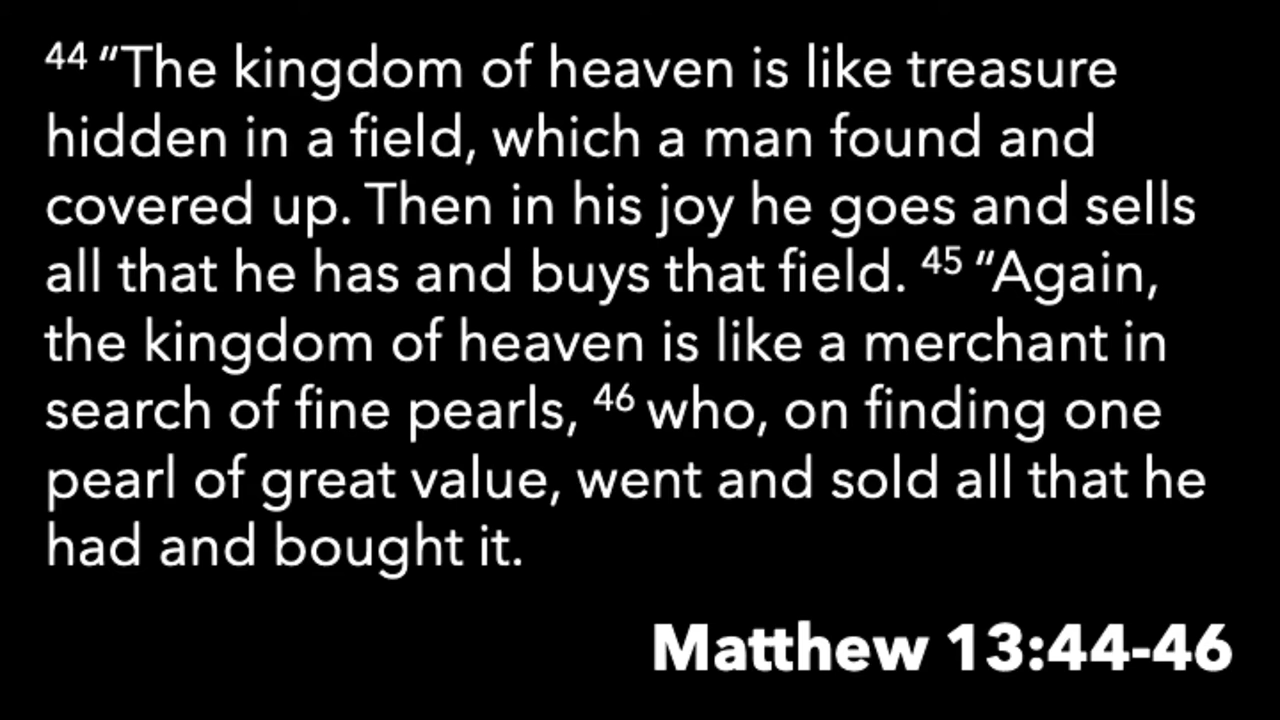 44 "The kingdom of heaven is like treasure
hidden in a field, which a man found and
covered up. Then in his joy he goes and sells
all that he has and buys that field. 45 "Again,
the kingdom of heaven is like a merchant in
search of fine pearls, 46 who, on finding one
pearl of great value, went and sold all that he
had and bought it.
Matthew 13:44-46